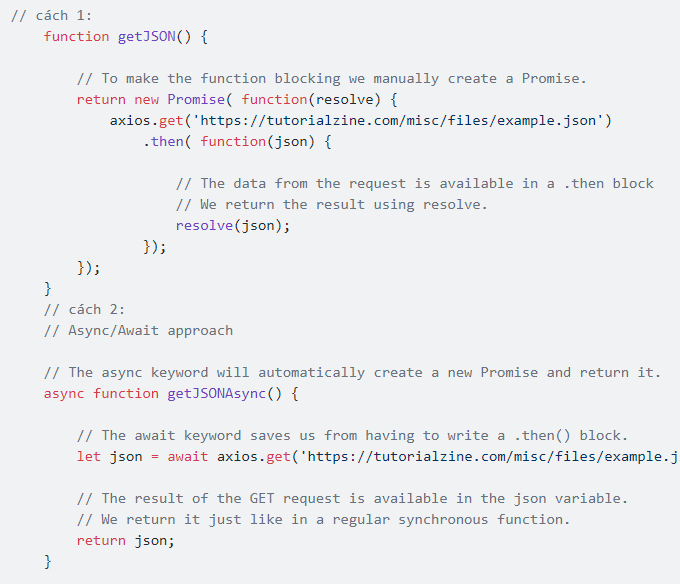 // cách 1:
function getJSON() {
// To make the function blocking we manually create a Promise.
return new Promise( function(resolve) {
axios.get('https://tutorialzine.com/misc/files/example.json')
.then( function(json) {
// The data from the request is available in a .then block
// We return the result using resolve.
resolve(json);
});
});
}
// cách 2:
// Async/Await approach
// The async keyword will automatically create a new Promise and return it.
async function getJSONAsync() {
// The await keyword saves us from having to write a .then() block.
let json = await axios.get('https://tutorialzine.com/misc/files/example.j
// The result of the GET request is available in the json variable.
// We return it just like in a regular synchronous function.
return json;
}